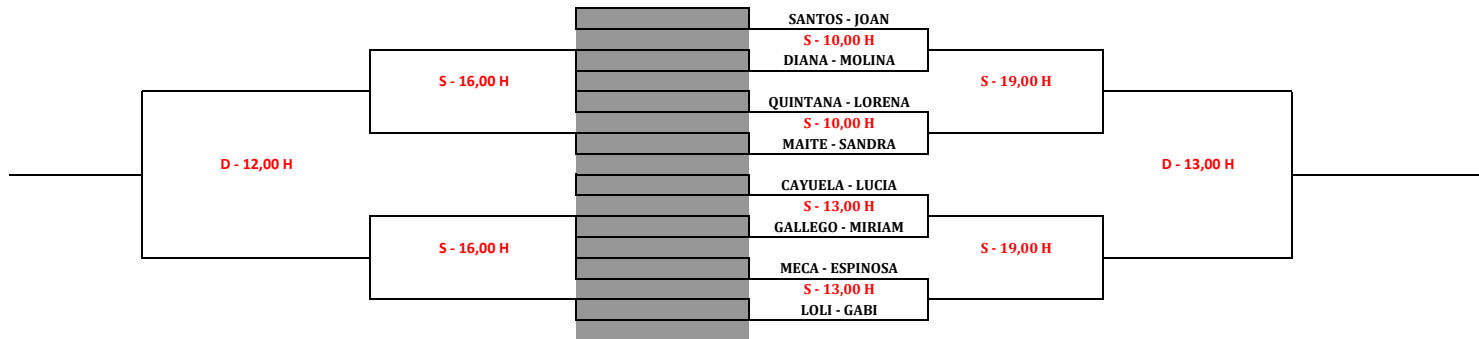 SANTOS - JOAN
S - 10,00 H
DIANA - MOLINA
S - 16,00 H
S - 19,00 H
QUINTANA - LORENA
S - 10,00 H
MAITE - SANDRA
D - 12,00 H
D - 13,00 H
CAYUELA - LUCIA
S - 13,00 H
GALLEGO - MIRIAM
S - 16,00 H
S - 19,00 H
MECA - ESPINOSA
S - 13,00 H
LOLI - GABI